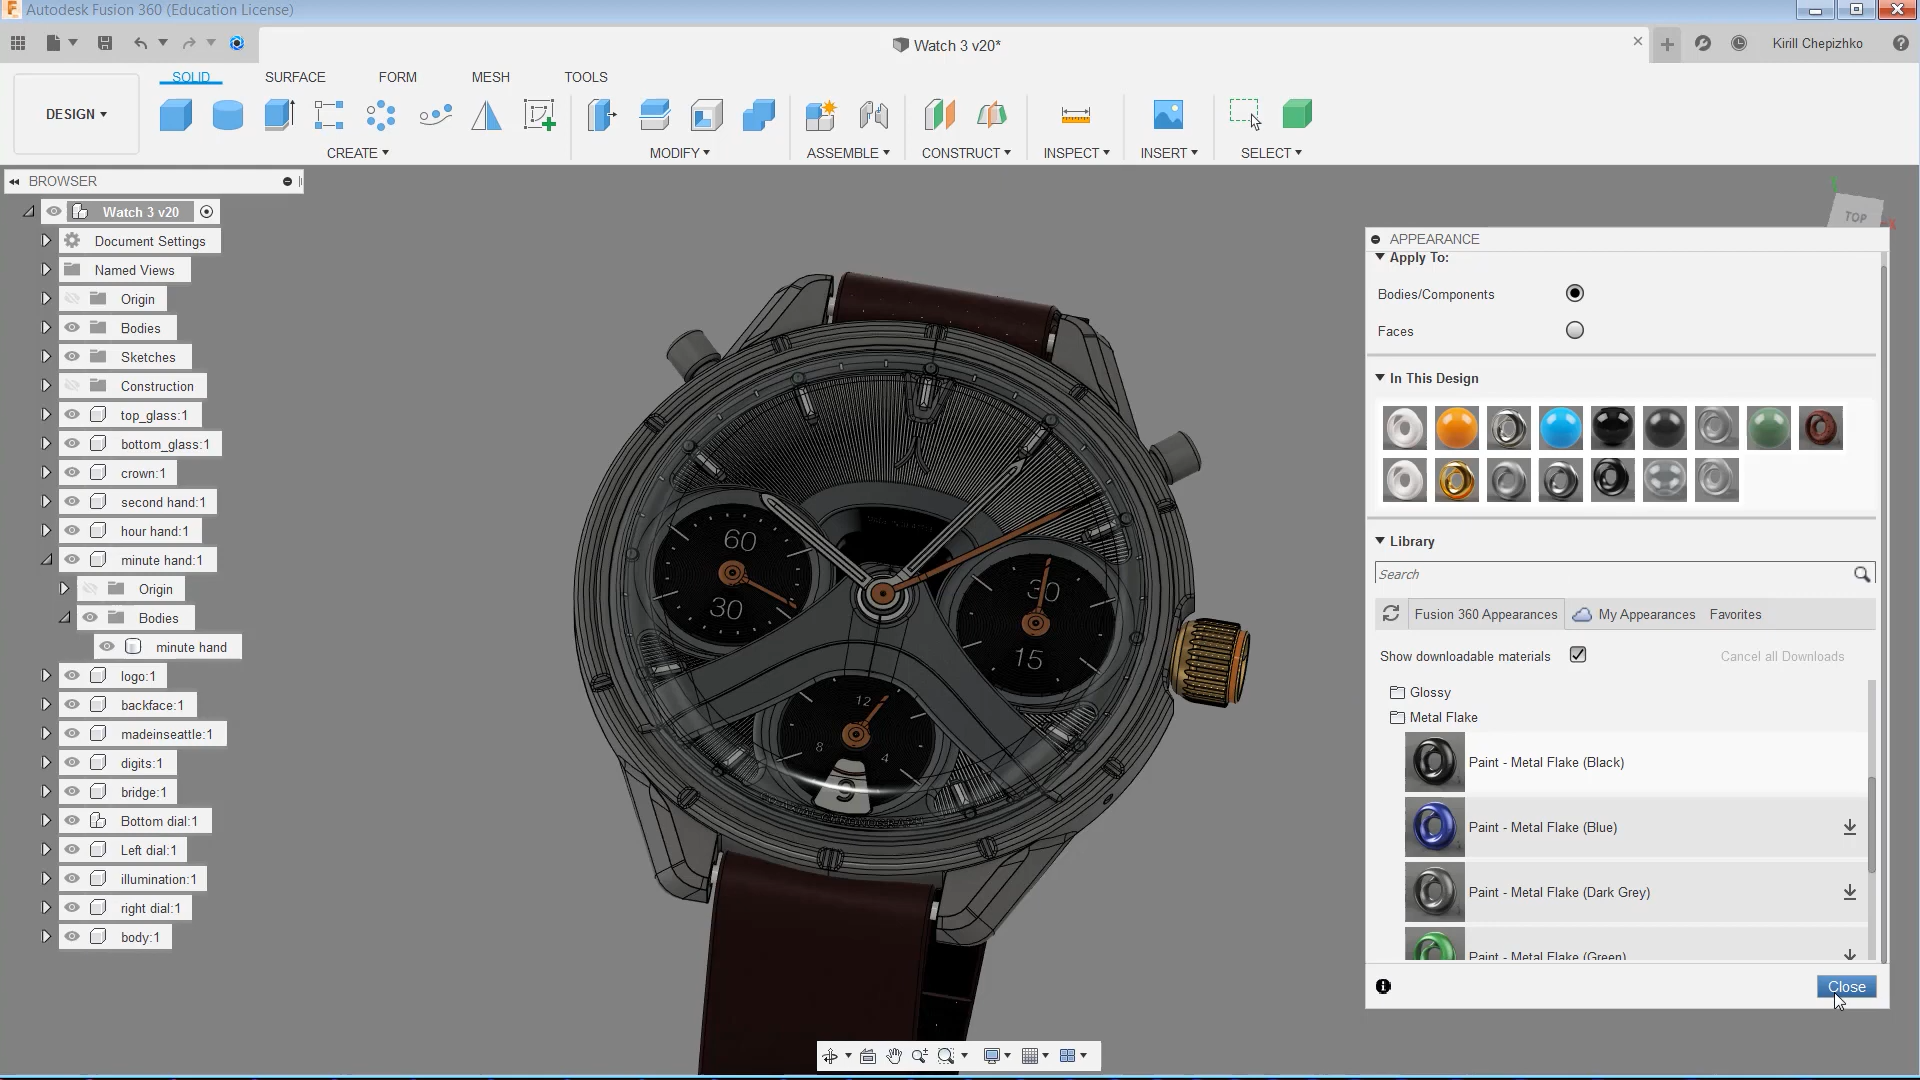 Autodesk Fusion 360 (Education License)
Watch 3 v20*
Kirill Chepizhko
DESIGN
SOLID
SURFACE
FORM
MESH
TOOLS
CREATE
MODIFY
ASSEMBLE
CONSTRUCT
INSPECT
INSERT
SELECT
BROWSER
Watch 3 v20
Document Settings
Named Views
Origin
Bodies
Sketches
Construction
top_glass:1
bottom_glass:1
crown:1
second hand:1
hour hand:1
minute hand:1
Origin
Bodies
minute hand
logo:1
backface:1
madeinseattle:1
digits:1
bridge:1
Bottom dial:1
Left dial:1
illumination:1
right dial:1
body:1
60
30
30
15
12
8
4
9
TOP
APPEARANCE
Apply To:
Bodies/Components
Faces
In This Design
Library
Search
Fusion 360 Appearances
My Appearances
Favorites
Show downloadable materials
Cancel all Downloads
Glossy
Metal Flake
Paint - Metal Flake (Black)
Paint - Metal Flake (Blue)
Paint - Metal Flake (Dark Grey)
Paint - Metal Flake (Green)
Close